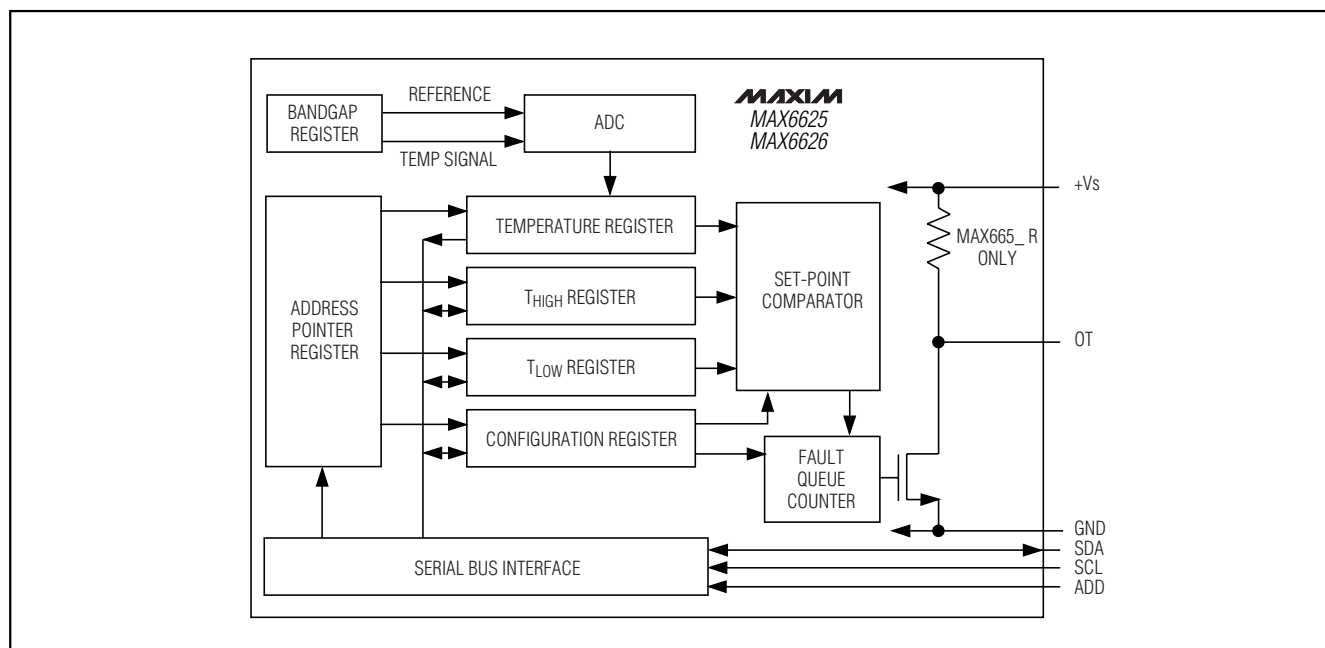 BANDGAP
REGISTER
REFERENCE
TEMP SIGNAL
ADC
MAXIM
MAX6625
MAX6626
+Vs
MAX665_ R
ONLY
ADDRESS
POINTER
REGISTER
TEMPERATURE REGISTER
THIGH REGISTER
TLOW REGISTER
CONFIGURATION REGISTER
SET-POINT
COMPARATOR
OT
FAULT
QUEUE
COUNTER
SERIAL BUS INTERFACE
GND
SDA
SCL
ADD